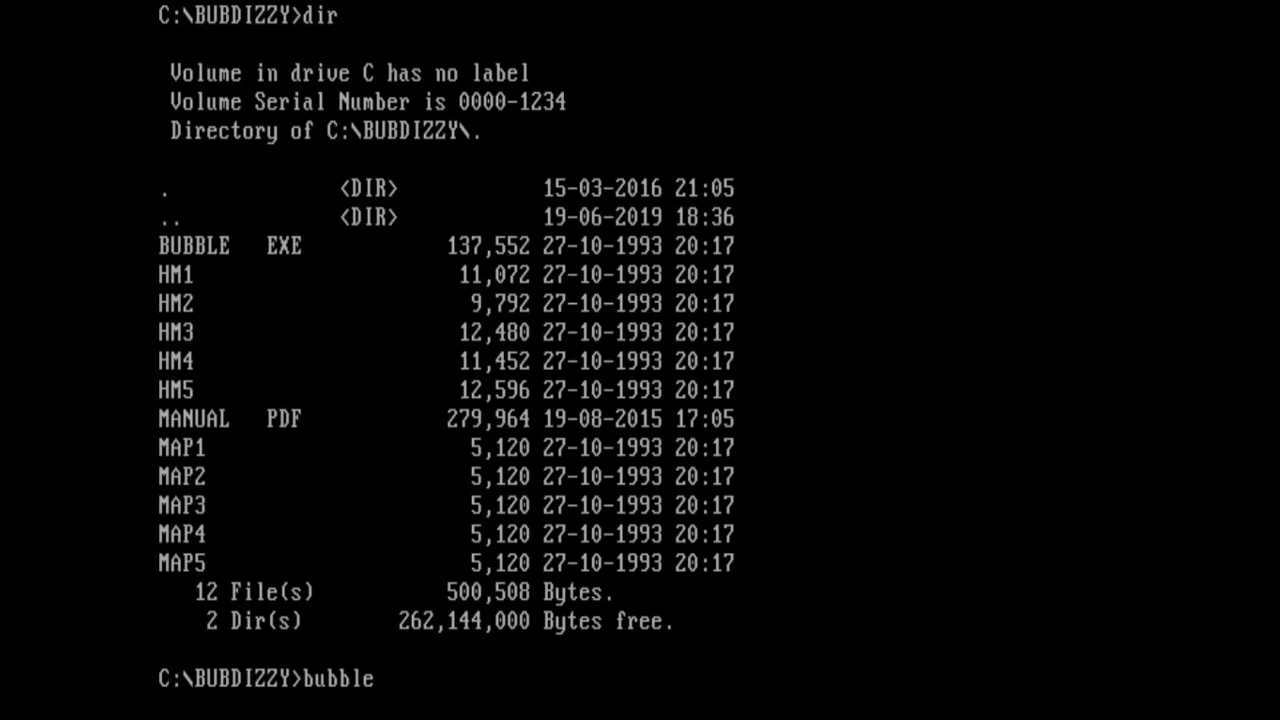 C:\BUBDIZZY>dir
Volume in drive C has no label
Volume Serial Number is 0000-1234
Directory of C:\BUBDIZZY\.
. <DIR> 15-03-2016 21:05
.. <DIR> 19-06-2019 18:36
BUBBLE EXE 137,552 27-10-1993 20:17
HM1 11,072 27-10-1993 20:17
HM2 9,792 27-10-1993 20:17
HM3 12,480 27-10-1993 20:17
HM4 11,452 27-10-1993 20:17
HM5 12,596 27-10-1993 20:17
MANUAL PDF 279,964 19-08-2015 17:05
MAP1 5,120 27-10-1993 20:17
MAP2 5,120 27-10-1993 20:17
MAP3 5,120 27-10-1993 20:17
MAP4 5,120 27-10-1993 20:17
MAP5 5,120 27-10-1993 20:17
12 File(s) 500,508 Bytes.
2 Dir(s) 262,144,000 Bytes free.
C:\BUBDIZZY>bubble